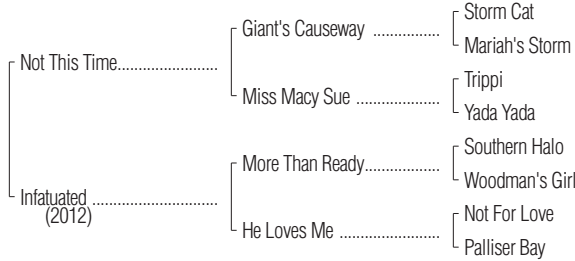 Storm Cat
Giant's Causeway ................
Mariah's Storm
Not This Time........................
Trippi
Miss Macy Sue ....................
Yada Yada
Southern Halo
More Than Ready..................
Woodman's Girl
Infatuated .............................
(2012)
Not For Love
He Loves Me ........................
Palliser Bay